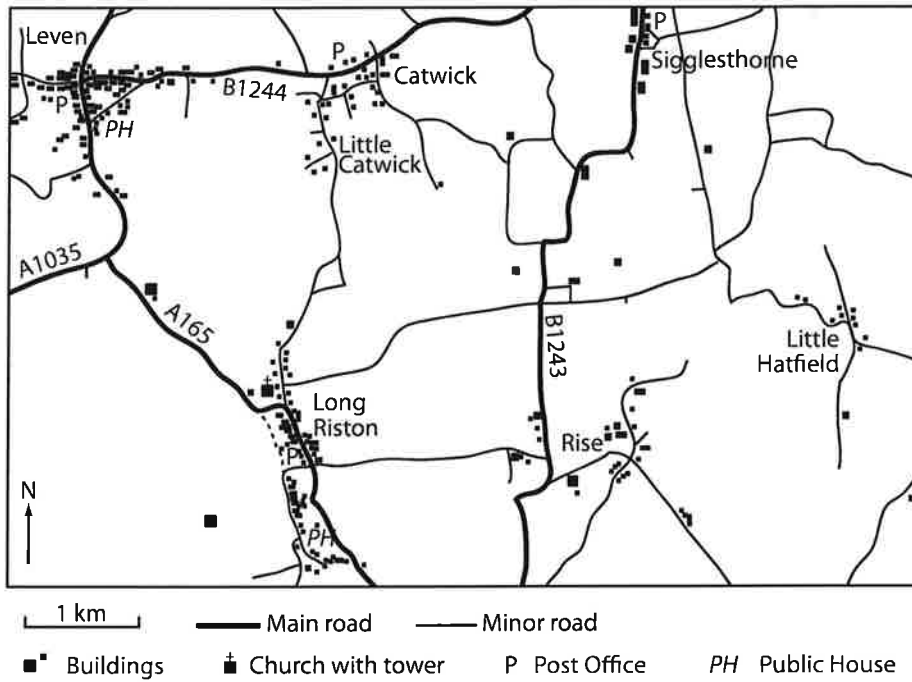 P
Leven
P
Sigglesthorne
Catwick
B1244
P
PH
Little
Catwick
A1035
A165
B1243
Little
Hatfield
Long
Riston
Rise
P
N
PH
1 km
Main road
Minor road
Buildings
Church with tower
P Post Office
PH Public House